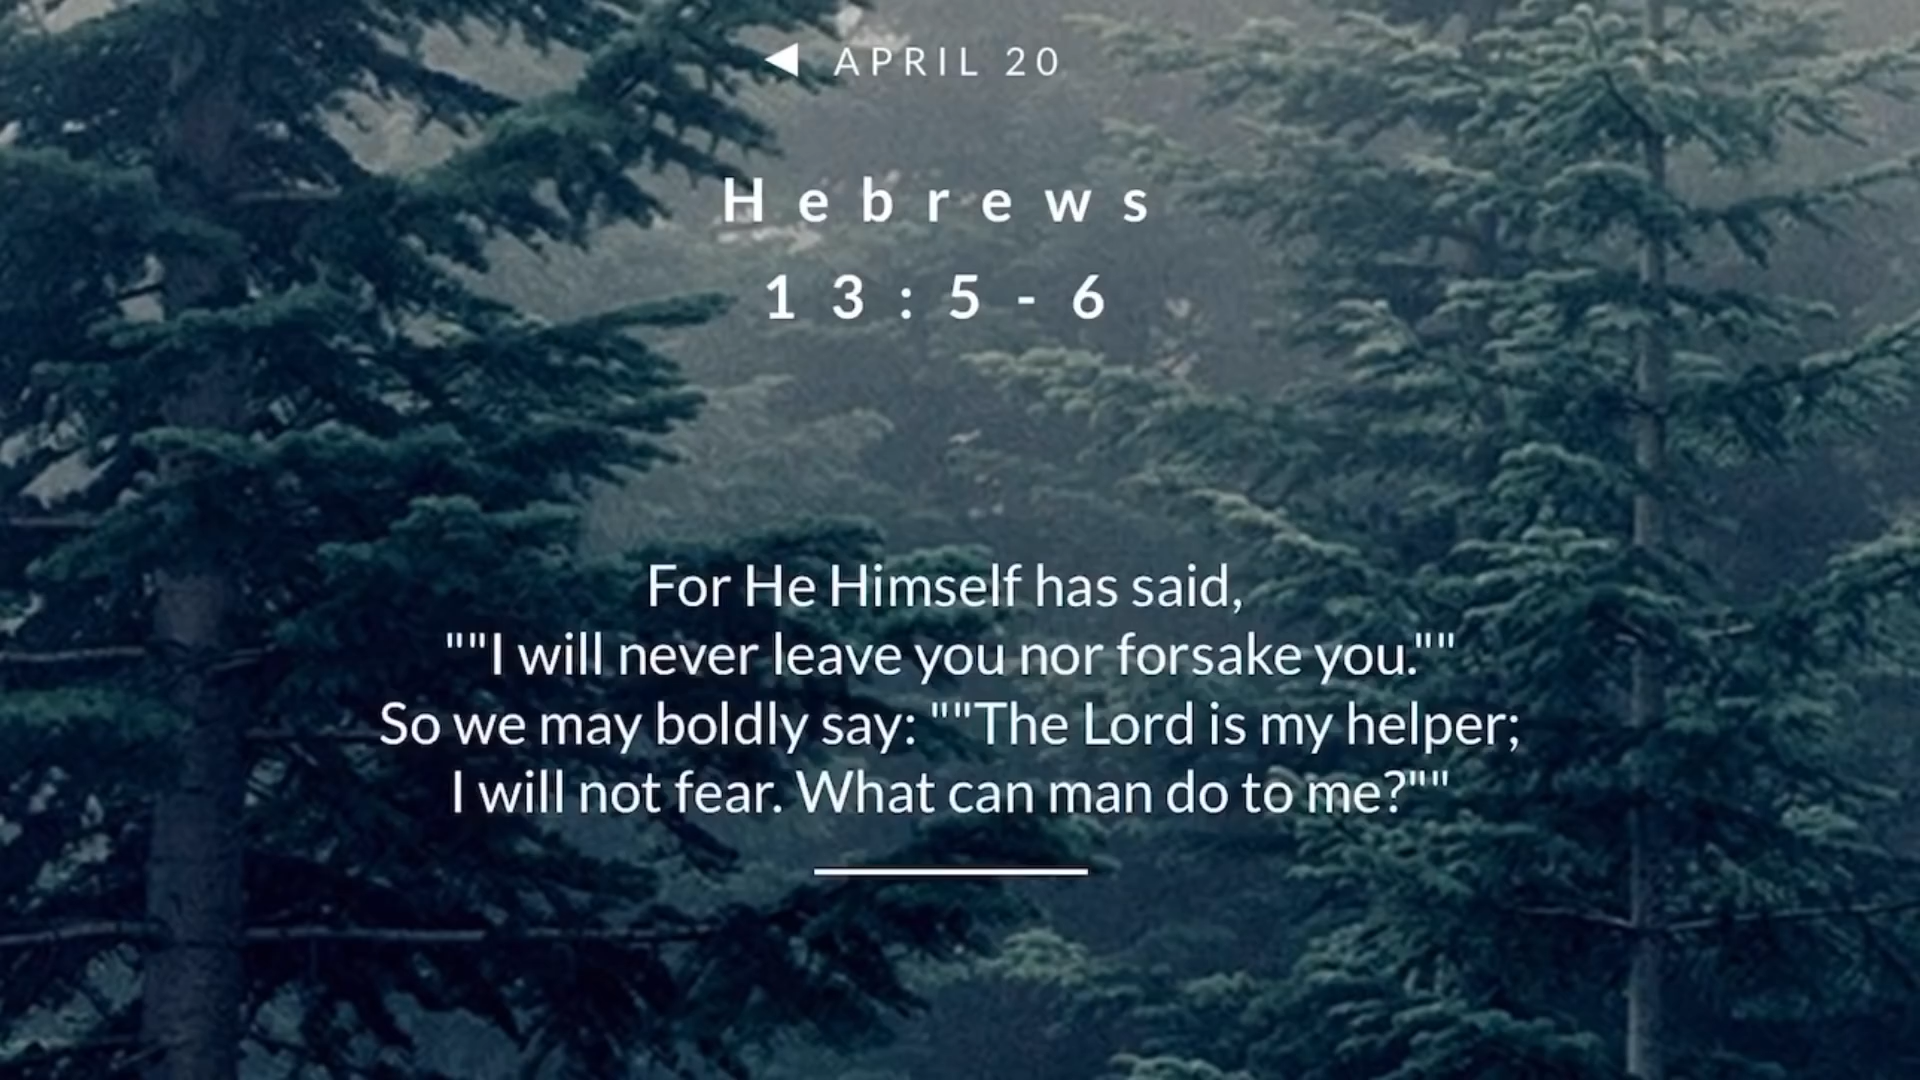 ◀ APRIL 20
Hebrews
13:5-6
For He Himself has said,
""I will never leave you nor forsake you.""
So we may boldly say: ""The Lord is my helper;
I will not fear. What can man do to me?""